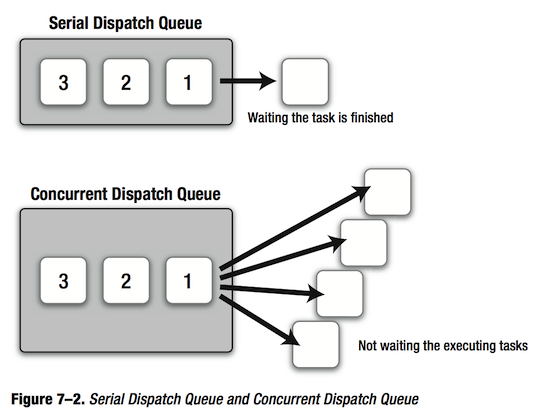 Serial Dispatch Queue
3 2 1
Waiting the task is finished
Concurrent Dispatch Queue
3 2 1
Not waiting the executing tasks
Figure 7–2. Serial Dispatch Queue and Concurrent Dispatch Queue